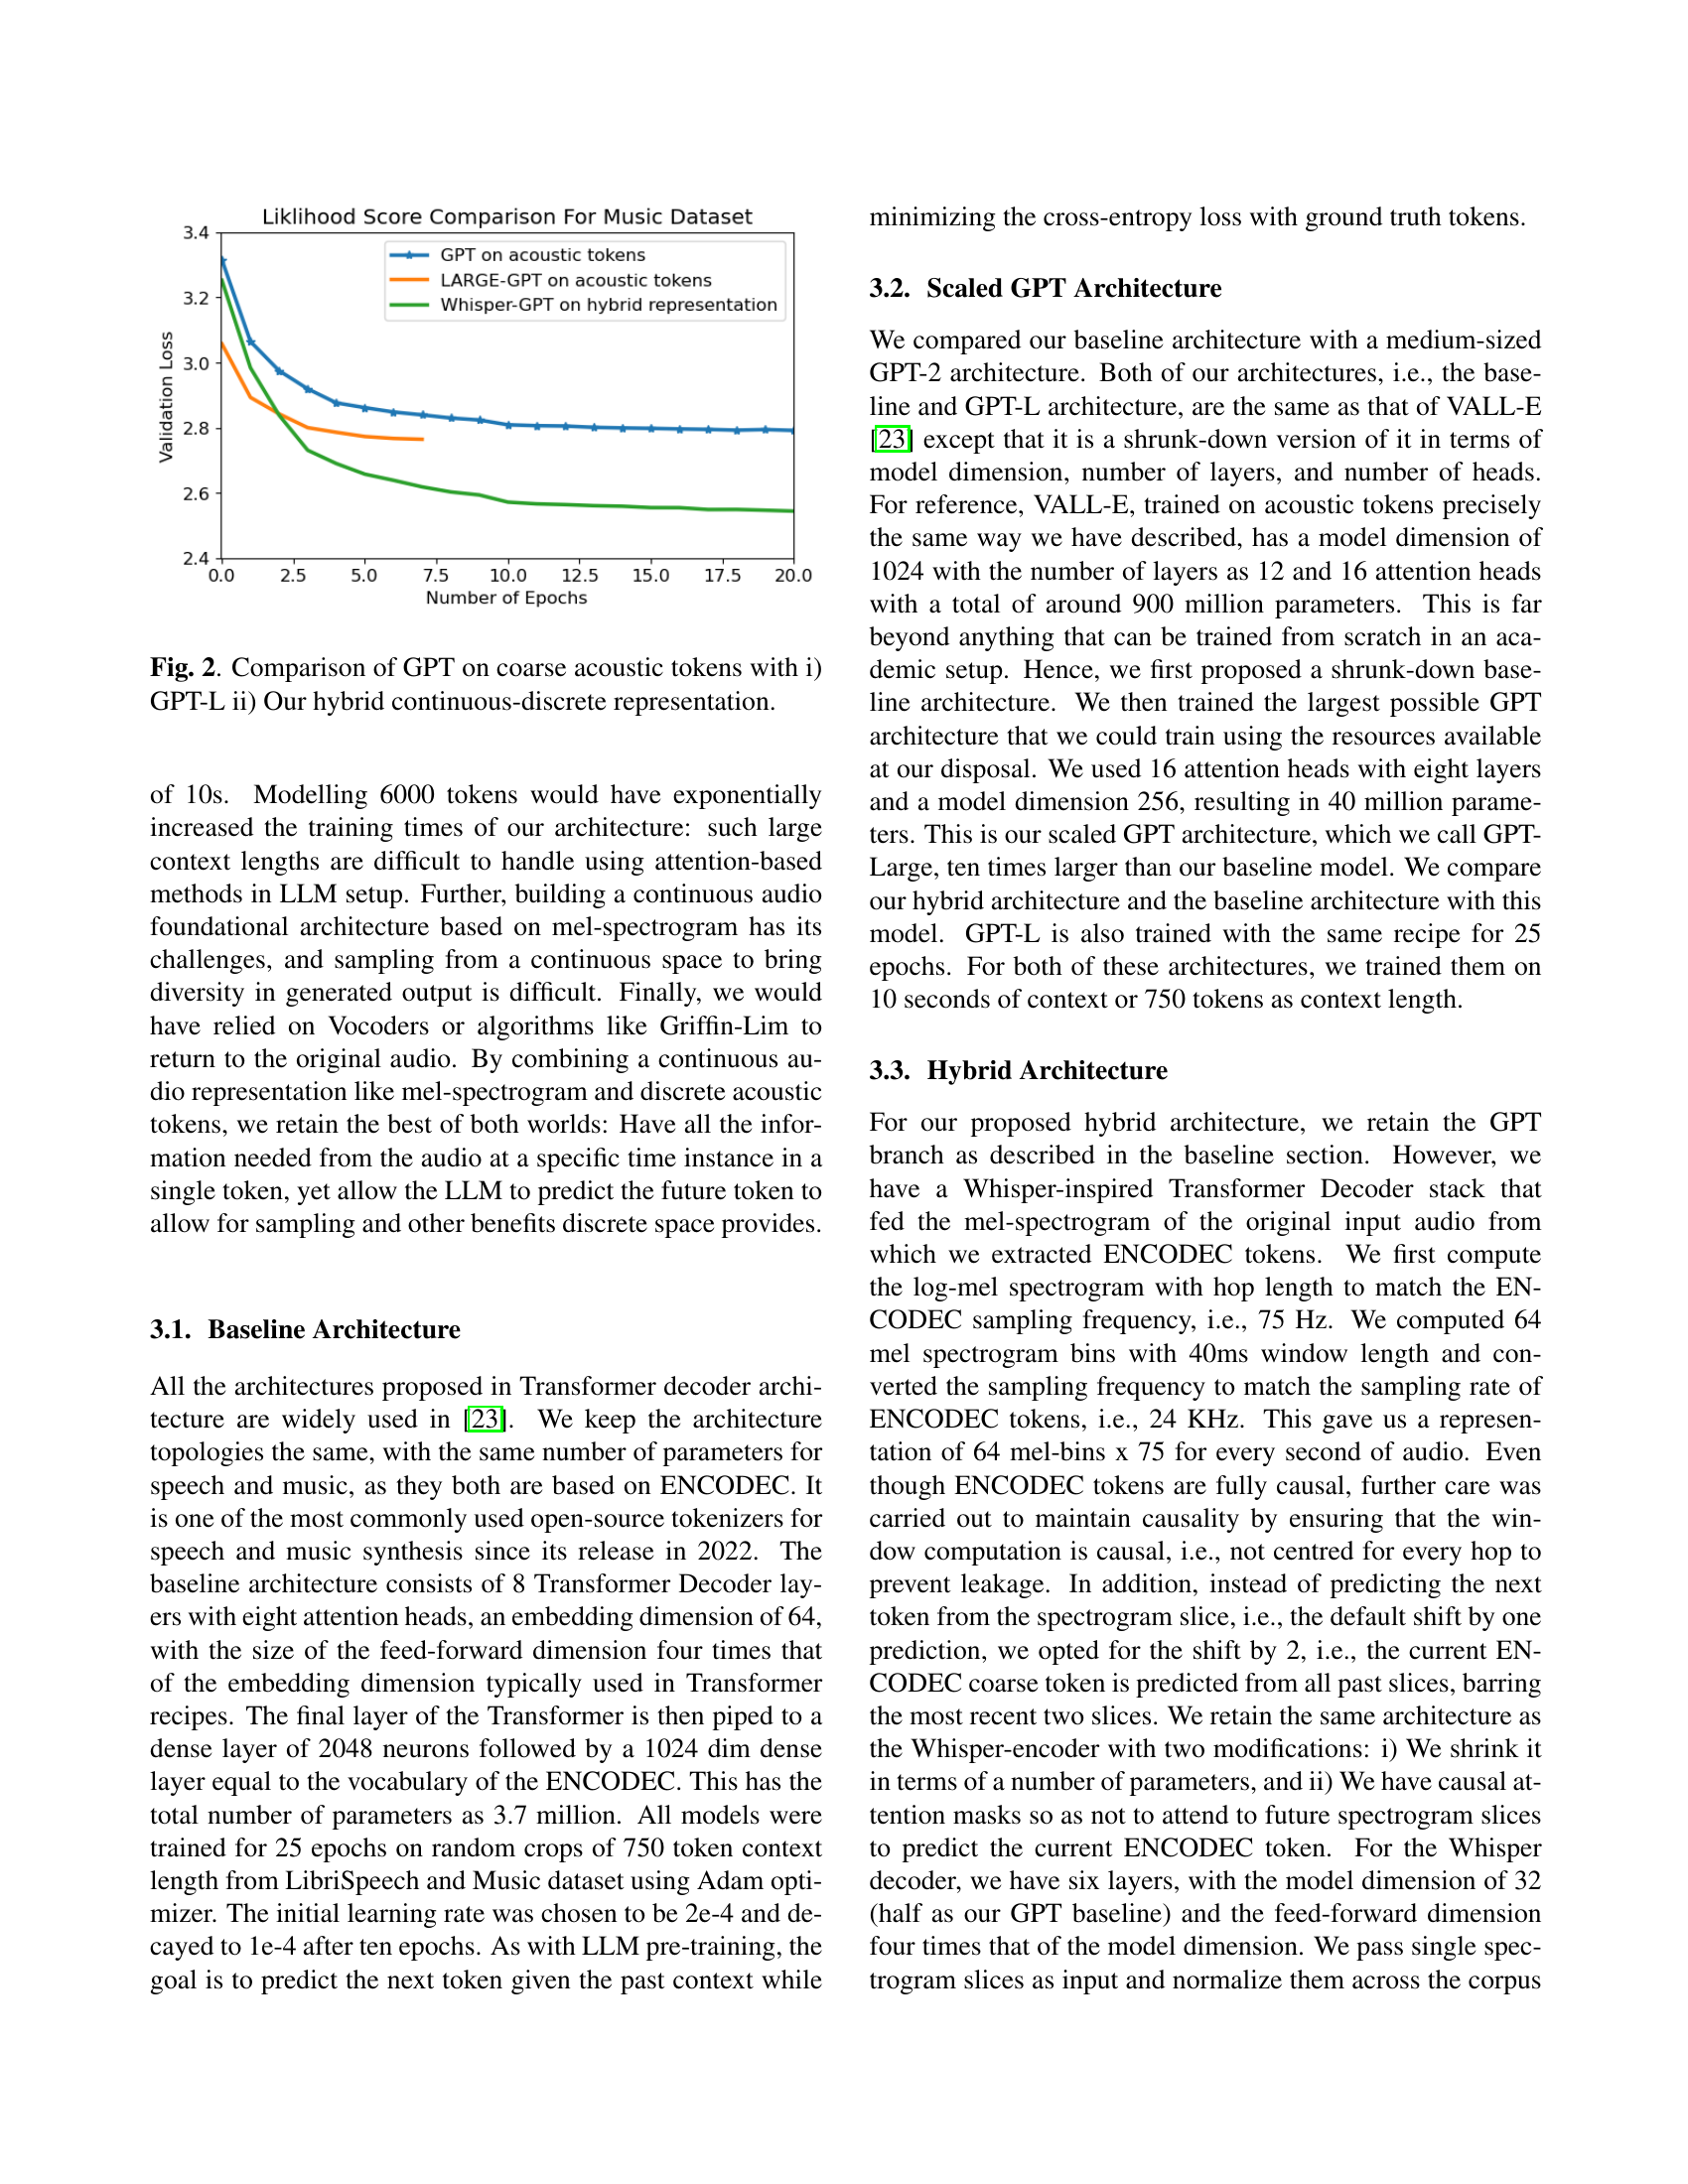 Liklihood Score Comparison For Music Dataset
3.4
3.2
3.0
2.8
2.6
2.4
Validation Loss
GPT on acoustic tokens
LARGE-GPT on acoustic tokens
Whisper-GPT on hybrid representation
0.0 2.5 5.0 7.5 10.0 12.5 15.0 17.5 20.0
Number of Epochs
Fig. 2. Comparison of GPT on coarse acoustic tokens with i)
GPT-L ii) Our hybrid continuous-discrete representation.
of 10s. Modelling 6000 tokens would have exponentially
increased the training times of our architecture: such large
context lengths are difficult to handle using attention-based
methods in LLM setup. Further, building a continuous audio
foundational architecture based on mel-spectrogram has its
challenges, and sampling from a continuous space to bring
diversity in generated output is difficult. Finally, we would
have relied on Vocoders or algorithms like Griffin-Lim to
return to the original audio. By combining a continuous au-
dio representation like mel-spectrogram and discrete acoustic
tokens, we retain the best of both worlds: Have all the infor-
mation needed from the audio at a specific time instance in a
single token, yet allow the LLM to predict the future token to
allow for sampling and other benefits discrete space provides.
3.1. Baseline Architecture
All the architectures proposed in Transformer decoder archi-
tecture are widely used in [23]. We keep the architecture
topologies the same, with the same number of parameters for
speech and music, as they both are based on ENCODEC. It
is one of the most commonly used open-source tokenizers for
speech and music synthesis since its release in 2022. The
baseline architecture consists of 8 Transformer Decoder lay-
ers with eight attention heads, an embedding dimension of 64,
with the size of the feed-forward dimension four times that
of the embedding dimension typically used in Transformer
recipes. The final layer of the Transformer is then piped to a
dense layer of 2048 neurons followed by a 1024 dim dense
layer equal to the vocabulary of the ENCODEC. This has the
total number of parameters as 3.7 million. All models were
trained for 25 epochs on random crops of 750 token context
length from LibriSpeech and Music dataset using Adam opti-
mizer. The initial learning rate was chosen to be 2e-4 and de-
cayed to 1e-4 after ten epochs. As with LLM pre-training, the
goal is to predict the next token given the past context while
minimizing the cross-entropy loss with ground truth tokens.
3.2. Scaled GPT Architecture
We compared our baseline architecture with a medium-sized
GPT-2 architecture. Both of our architectures, i.e., the base-
line and GPT-L architecture, are the same as that of VALL-E
[23] except that it is a shrunk-down version of it in terms of
model dimension, number of layers, and number of heads.
For reference, VALL-E, trained on acoustic tokens precisely
the same way we have described, has a model dimension of
1024 with the number of layers as 12 and 16 attention heads
with a total of around 900 million parameters. This is far
beyond anything that can be trained from scratch in an aca-
demic setup. Hence, we first proposed a shrunk-down base-
line architecture. We then trained the largest possible GPT
architecture that we could train using the resources available
at our disposal. We used 16 attention heads with eight layers
and a model dimension 256, resulting in 40 million parame-
ters. This is our scaled GPT architecture, which we call GPT-
Large, ten times larger than our baseline model. We compare
our hybrid architecture and the baseline architecture with this
model. GPT-L is also trained with the same recipe for 25
epochs. For both of these architectures, we trained them on
10 seconds of context or 750 tokens as context length.
3.3. Hybrid Architecture
For our proposed hybrid architecture, we retain the GPT
branch as described in the baseline section. However, we
have a Whisper-inspired Transformer Decoder stack that
fed the mel-spectrogram of the original input audio from
which we extracted ENCODEC tokens. We first compute
the log-mel spectrogram with hop length to match the EN-
CODEC sampling frequency, i.e., 75 Hz. We computed 64
mel spectrogram bins with 40ms window length and con-
verted the sampling frequency to match the sampling rate of
ENCODEC tokens, i.e., 24 KHz. This gave us a represen-
tation of 64 mel-bins x 75 for every second of audio. Even
though ENCODEC tokens are fully causal, further care was
carried out to maintain causality by ensuring that the win-
dow computation is causal, i.e., not centred for every hop to
prevent leakage. In addition, instead of predicting the next
token from the spectrogram slice, i.e., the default shift by one
prediction, we opted for the shift by 2, i.e., the current EN-
CODEC coarse token is predicted from all past slices, barring
the most recent two slices. We retain the same architecture as
the Whisper-encoder with two modifications: i) We shrink it
in terms of a number of parameters, and ii) We have causal at-
tention masks so as not to attend to future spectrogram slices
to predict the current ENCODEC token. For the Whisper
decoder, we have six layers, with the model dimension of 32
(half as our GPT baseline) and the feed-forward dimension
four times that of the model dimension. We pass single spec-
trogram slices as input and normalize them across the corpus